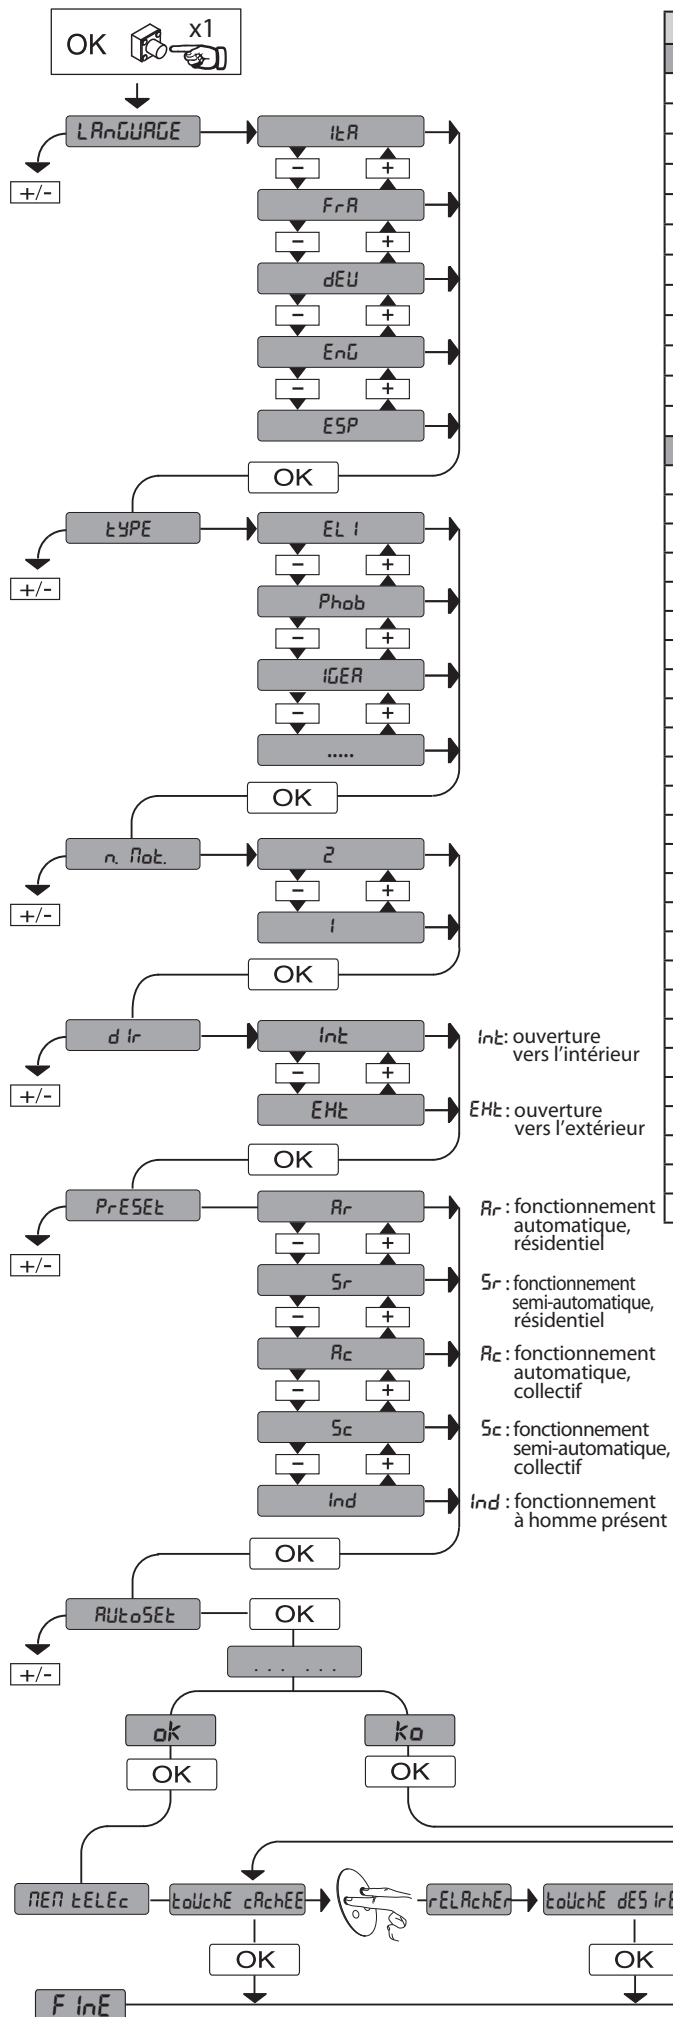 OK x1
LAnGUAGE
+/-
ItA
- +
FrA
- +
dEU
- +
EnG
- +
ESP
OK
tYPE
+/-
EL I
- +
Phob
- +
IGEA
- +
.....
OK
n. Mot.
+/-
2
- +
1
OK
dIr
+/-
Int
- +
EHt
Int: ouverture
vers l'intérieur
EHt: ouverture
vers l'extérieur
OK
PrESEt
+/-
Ar
- +
Sr
- +
Ac
- +
Sc
- +
Ind
Ar: fonctionnement
automatique,
résidentiel
Sr: fonctionnement
semi-automatique,
résidentiel
Ac: fonctionnement
automatique,
collectif
Sc: fonctionnement
semi-automatique,
collectif
Ind: fonctionnement
à homme présent
OK
AUtoSEt
+/-
OK
... ...
ok
Ko
OK
OK
MEM tELEc
toUchE cAchEE
rELAchEr
toUchE dESIrE
OK
OK
FInE